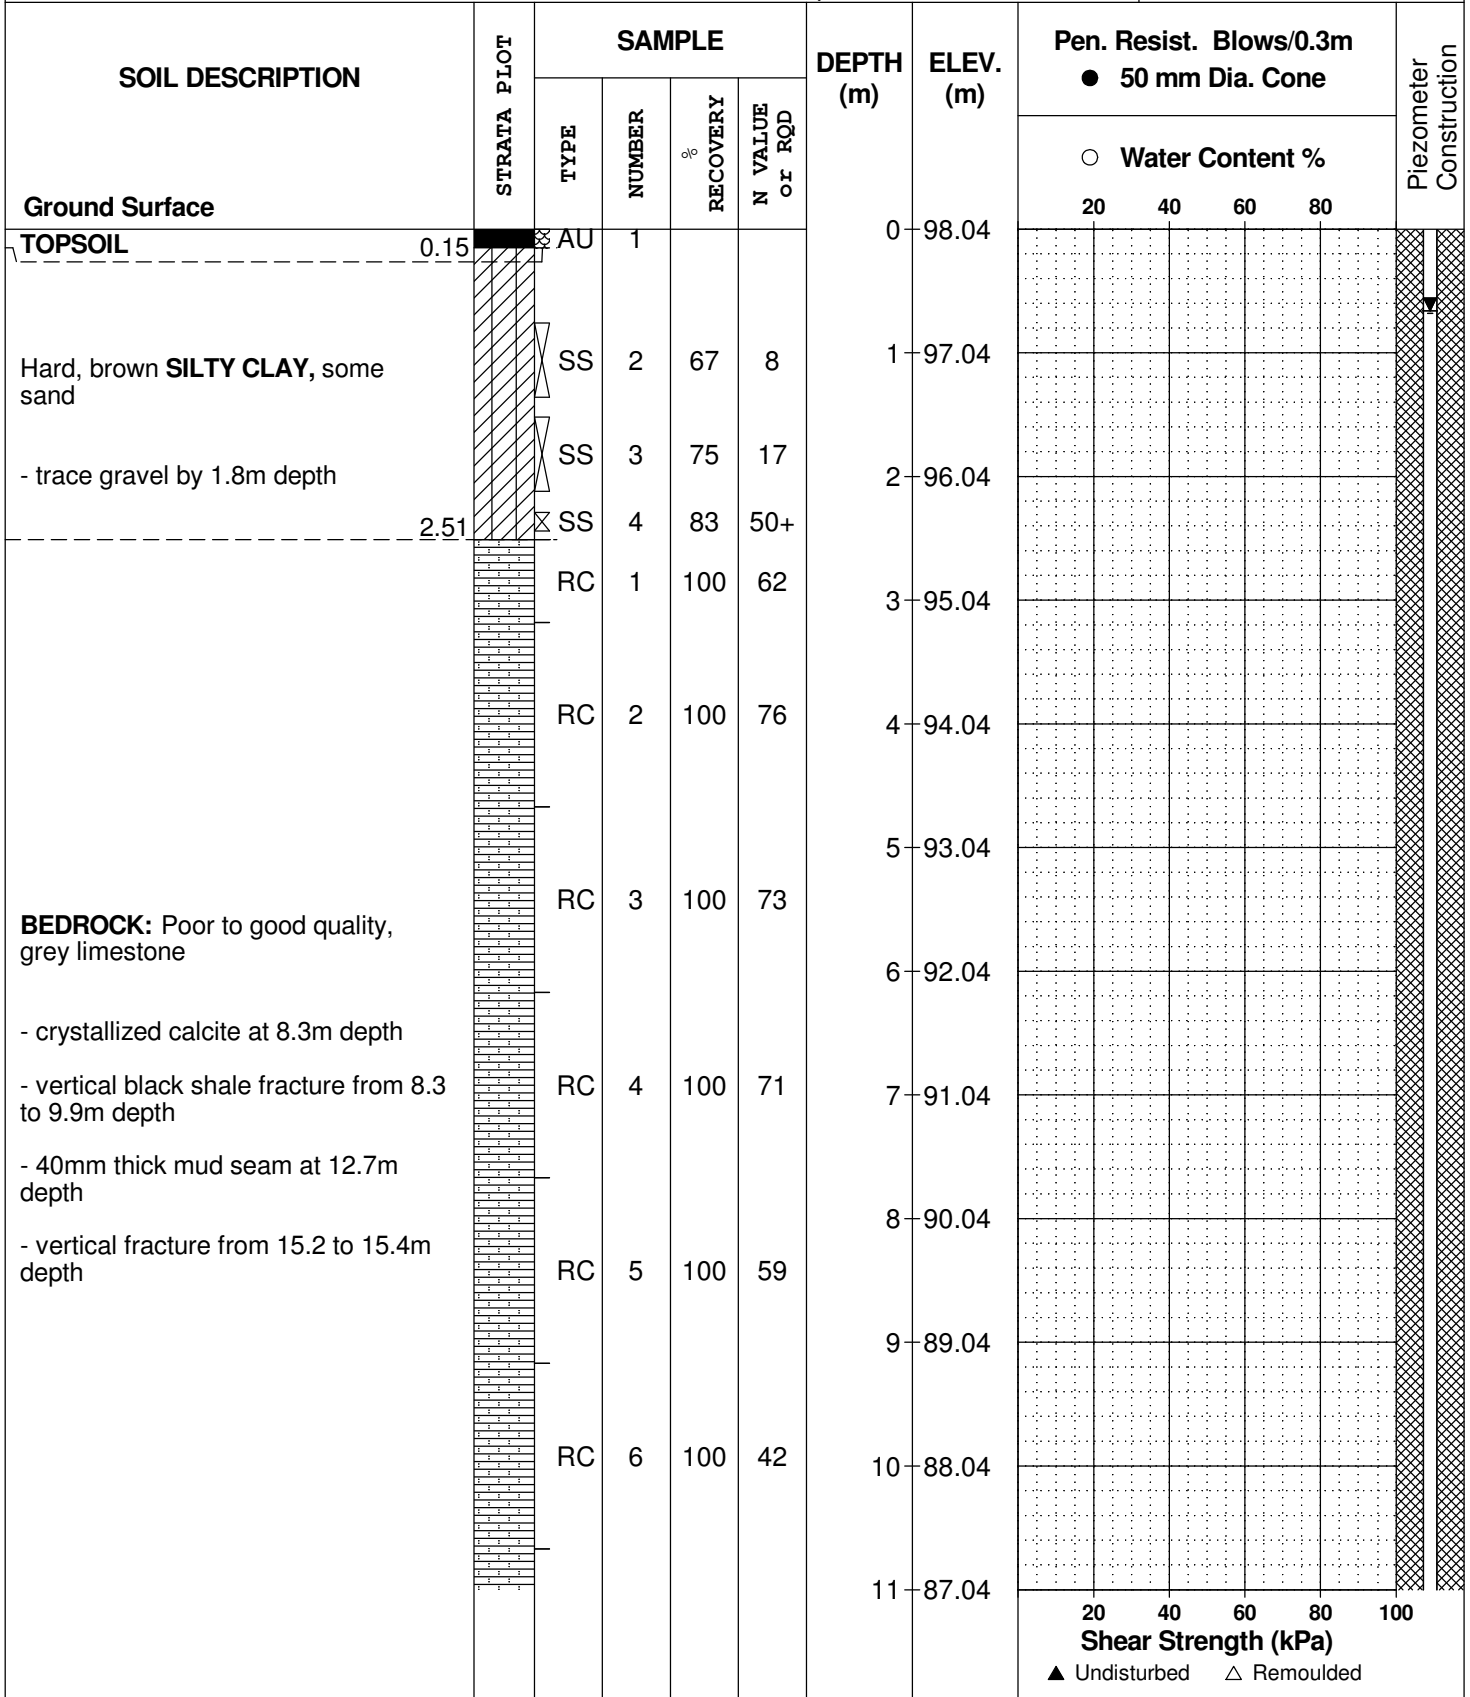 SOIL DESCRIPTION
Ground Surface
STRATA PLOT
SAMPLE
TYPE
NUMBER
% RECOVERY
N VALUE
or RQD
DEPTH
(m)
ELEV.
(m)
Pen. Resist. Blows/0.3m
● 50 mm Dia. Cone
○ Water Content %
20 40 60 80
Piezometer
Construction
0 98.04
TOPSOIL 0.15 AU 1
Hard, brown SILTY CLAY, some
sand
SS 2 67 8
1 97.04
- trace gravel by 1.8m depth
SS 3 75 17
2 96.04
2.51 SS 4 83 50+
RC 1 100 62
3 95.04
RC 2 100 76
4 94.04
5 93.04
RC 3 100 73
BEDROCK: Poor to good quality,
grey limestone
6 92.04
- crystallized calcite at 8.3m depth
- vertical black shale fracture from 8.3
to 9.9m depth
RC 4 100 71
7 91.04
- 40mm thick mud seam at 12.7m
depth
8 90.04
- vertical fracture from 15.2 to 15.4m
depth
RC 5 100 59
9 89.04
RC 6 100 42
10 88.04
11 87.04
20 40 60 80 100
Shear Strength (kPa)
▲ Undisturbed △ Remoulded